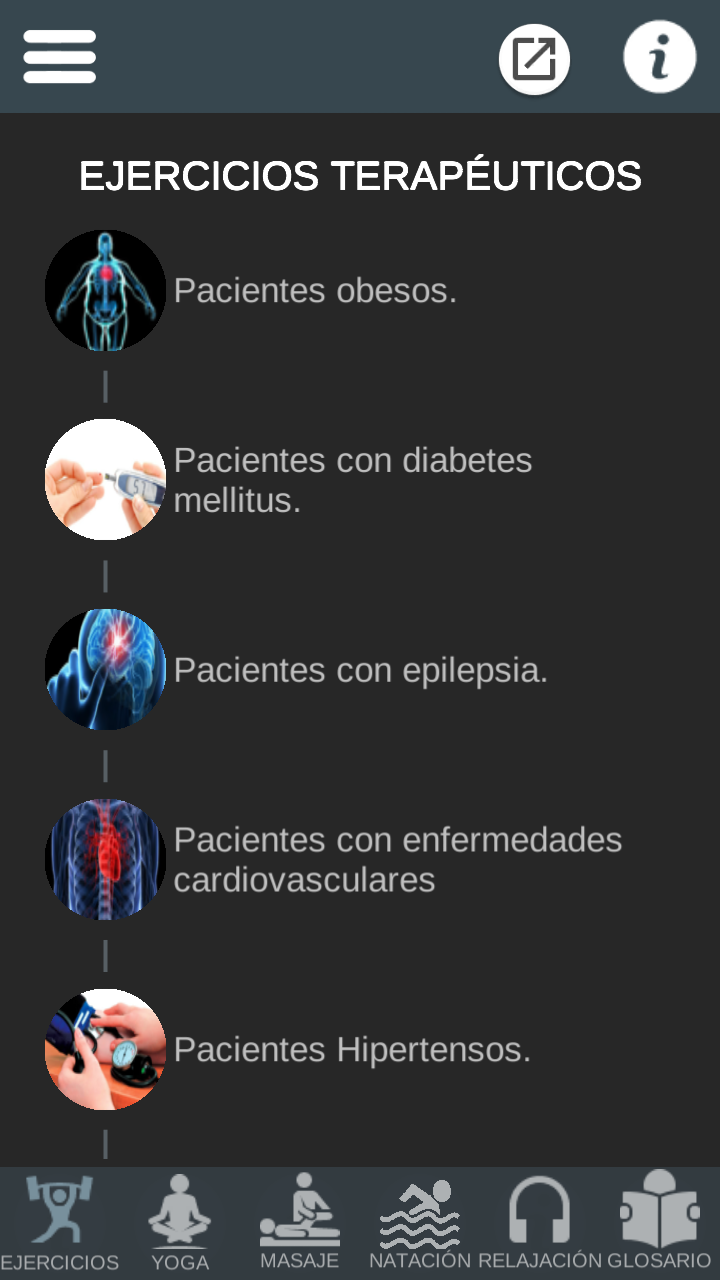 EJERCICIOS TERAPÉUTICOS
Pacientes obesos.
Pacientes con diabetes
mellitus.
Pacientes con epilepsia.
Pacientes con enfermedades
cardiovasculares
Pacientes Hipertensos.
EJERCICIOS YOGA MASAJE NATACIÓN RELAJACIÓN GLOSARIO